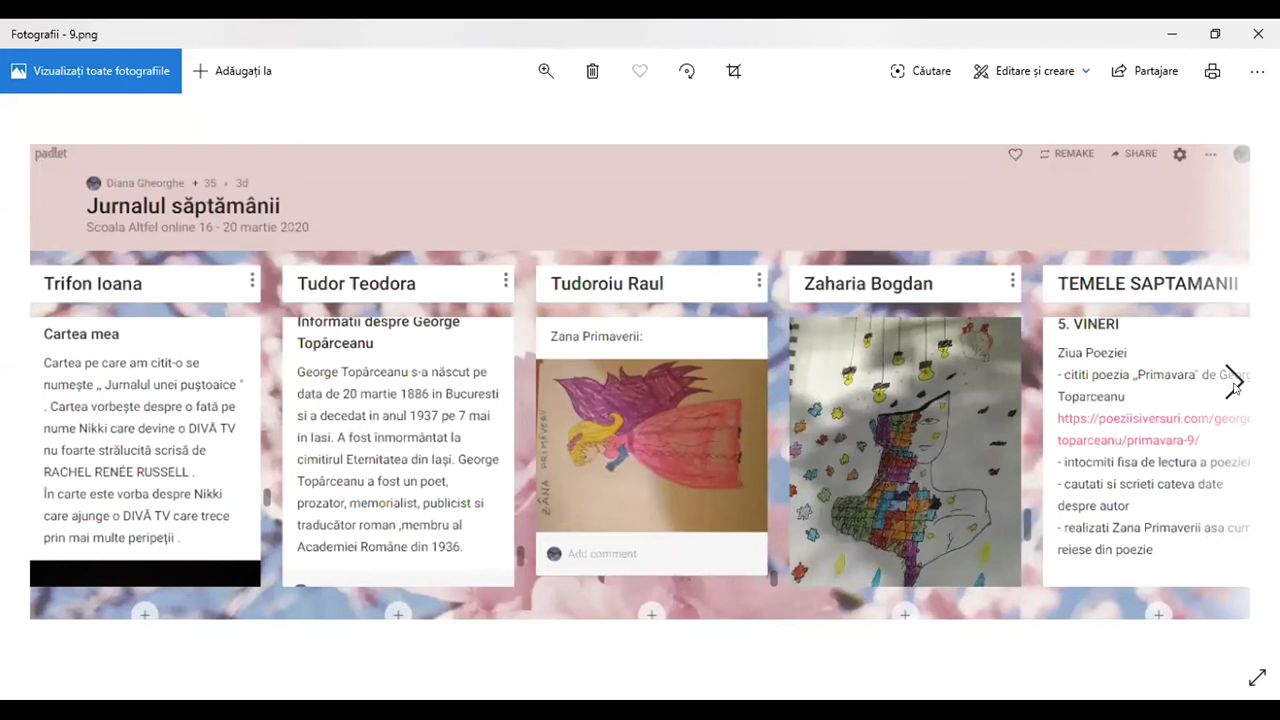 Fotografii - 9.png
Vizualizați toate fotografiile
Adăugați la
Căutare
Editare și creare
Partajare
padlet
REMAKE
SHARE
Diana Gheorghe + 35 • 3d
Jurnalul săptămânii
Scoala Altfel online 16 - 20 martie 2020
Trifon Ioana
Cartea mea
Cartea pe care am citit-o se
numește „ Jurnalul unei puștoaice "
. Cartea vorbește despre o fată pe
nume Nikki care devine o DIVĂ TV
nu foarte strălucită scrisă de
RACHEL RENÉE RUSSELL .
În carte este vorba despre Nikki
care ajunge o DIVĂ TV care trece
prin mai multe peripeții .
Tudor Teodora
Informatii despre George
Topârceanu
George Topârceanu s-a născut pe
data de 20 martie 1886 in Bucuresti
si a decedat in anul 1937 pe 7 mai
in Iasi. A fost înmormântat la
cimitirul Eternitatea din Iași. George
Topârceanu a fost un poet,
prozator, memorialist, publicist si
traducător roman ,membru al
Academiei Române din 1936.
Tudoroiu Raul
Zana Primaverii:
ZÂNA PRIMĂVERII
Add comment
Zaharia Bogdan
TEMELE SAPTAMANII
5. VINERI
Ziua Poeziei
- cititi poezia „Primavara" de Georg
Toparceanu
https://poeziisiversuri.com/george
toparceanu/primavara-9/
- intocmiti fisa de lectura a poeziei
- cautati si scrieti cateva date
despre autor
- realizati Zana Primaverii asa cum
reiese din poezie